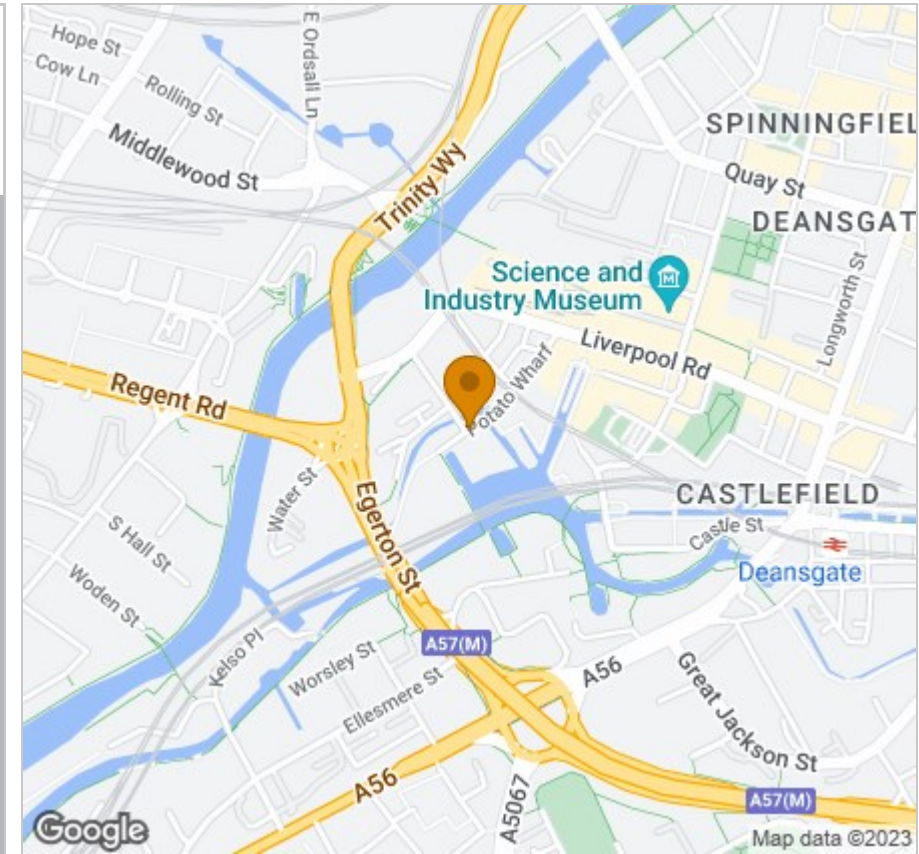 Hope St
Cow Ln
Rolling St
E Ordsall Ln
Middlewood St
Trinity Wy
SPINNINGFIEL
Quay St
DEANSGAT
Science and
Industry Museum
Longworth St
Liverpool Rd
Potato Wharf
Regent Rd
Water St
Egerton St
CASTLEFIELD
Castle St
Deansgate
S Hall St
Woden St
Kelso Pl
Worsley St
Ellesmere St
A57(M)
A56
Great Jackson St
A56
A5067
A57(M)
Google
Map data ©2023